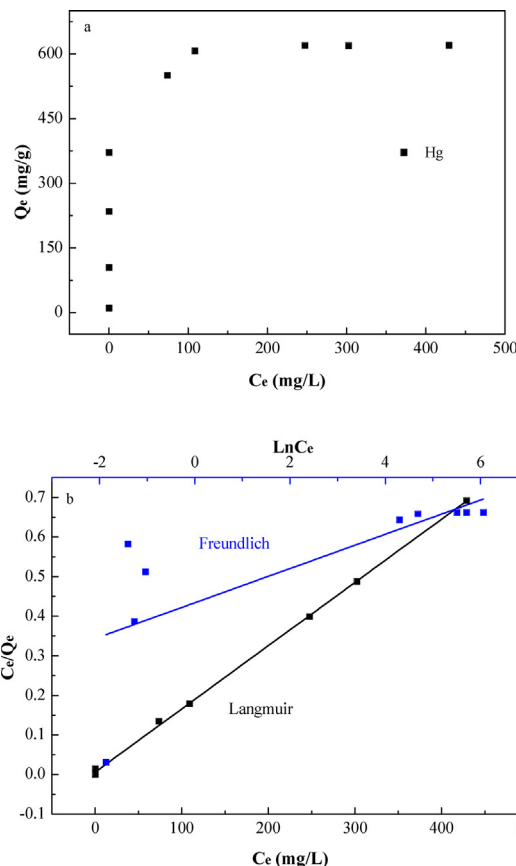 a
600
450
300
150
0
Qe (mg/g)
Hg
0 100 200 300 400 500
Ce (mg/L)
LnCe
-2 0 2 4 6
b
0.7
0.6
0.5
0.4
0.3
0.2
0.1
0.0
-0.1
Ce/Qe
Freundlich
Langmuir
0 100 200 300 400
Ce (mg/L)